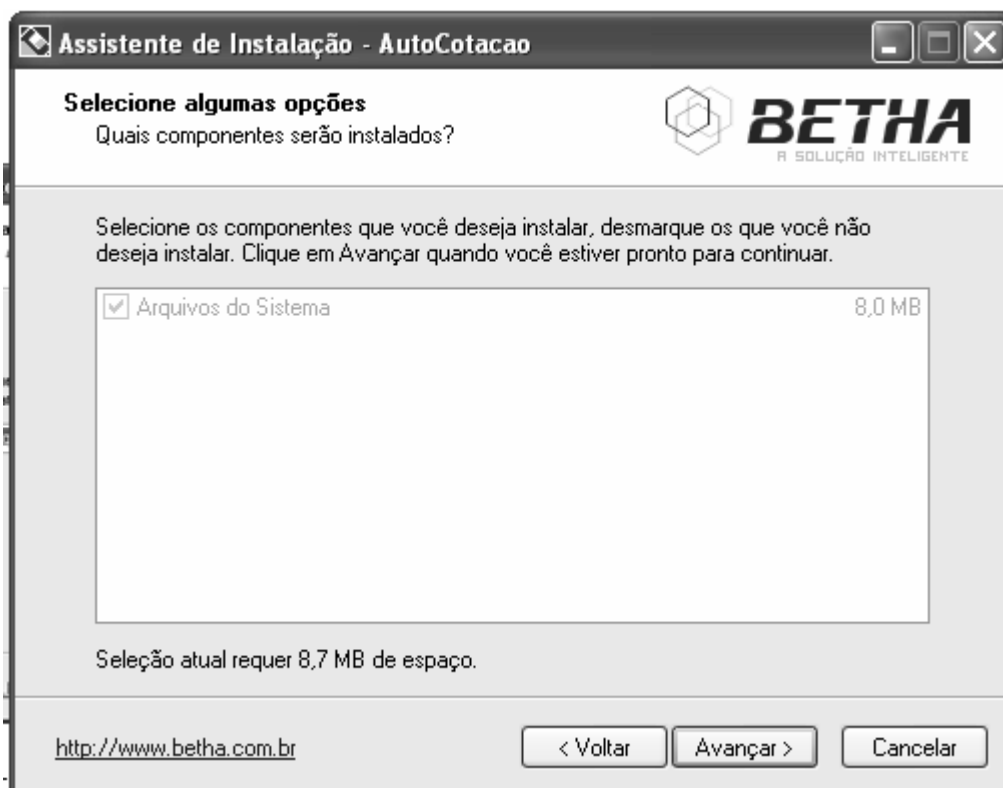 Assistente de Instalação - AutoCotacao
Selecione algumas opções
Quais componentes serão instalados?
BETHA
A SOLUÇÃO INTELIGENTE
Selecione os componentes que você deseja instalar, desmarque os que você não
deseja instalar. Clique em Avançar quando você estiver pronto para continuar.
Arquivos do Sistema 8,0 MB
Seleção atual requer 8,7 MB de espaço.
http://www.betha.com.br < Voltar Avançar > Cancelar